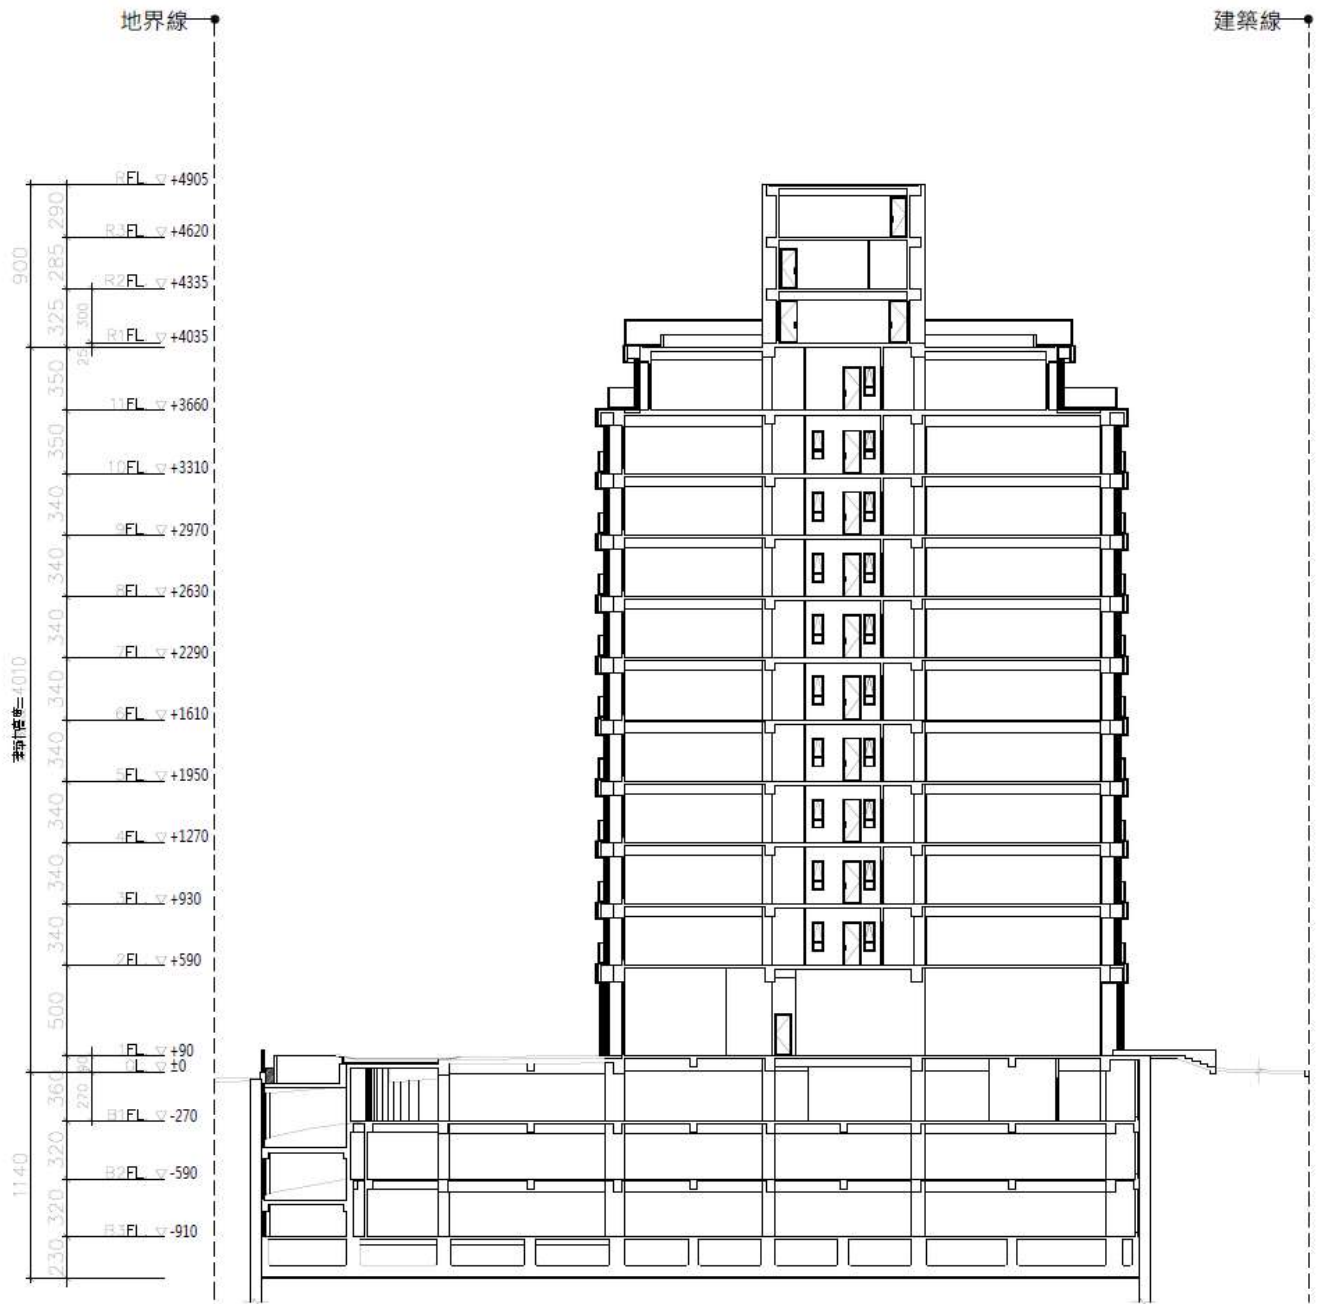 地界線
建築線
RFL ▽ +4905
R3FL ▽ +4620
R2FL ▽ +4335
R1FL ▽ +4035
11FL ▽ +3660
10FL ▽ +3310
9FL ▽ +2970
8FL ▽ +2630
7FL ▽ +2290
6FL ▽ +1610
5FL ▽ +1950
4FL ▽ +1270
3FL ▽ +930
2FL ▽ +590
1FL ▽ +90
GL ▽ ±0
B1FL ▽ -270
B2FL ▽ -590
B3FL ▽ -910
900
=4010
1140
290
285
325
350
350
340
340
340
340
340
340
340
340
500
360
320
320
230
300
25
90
270